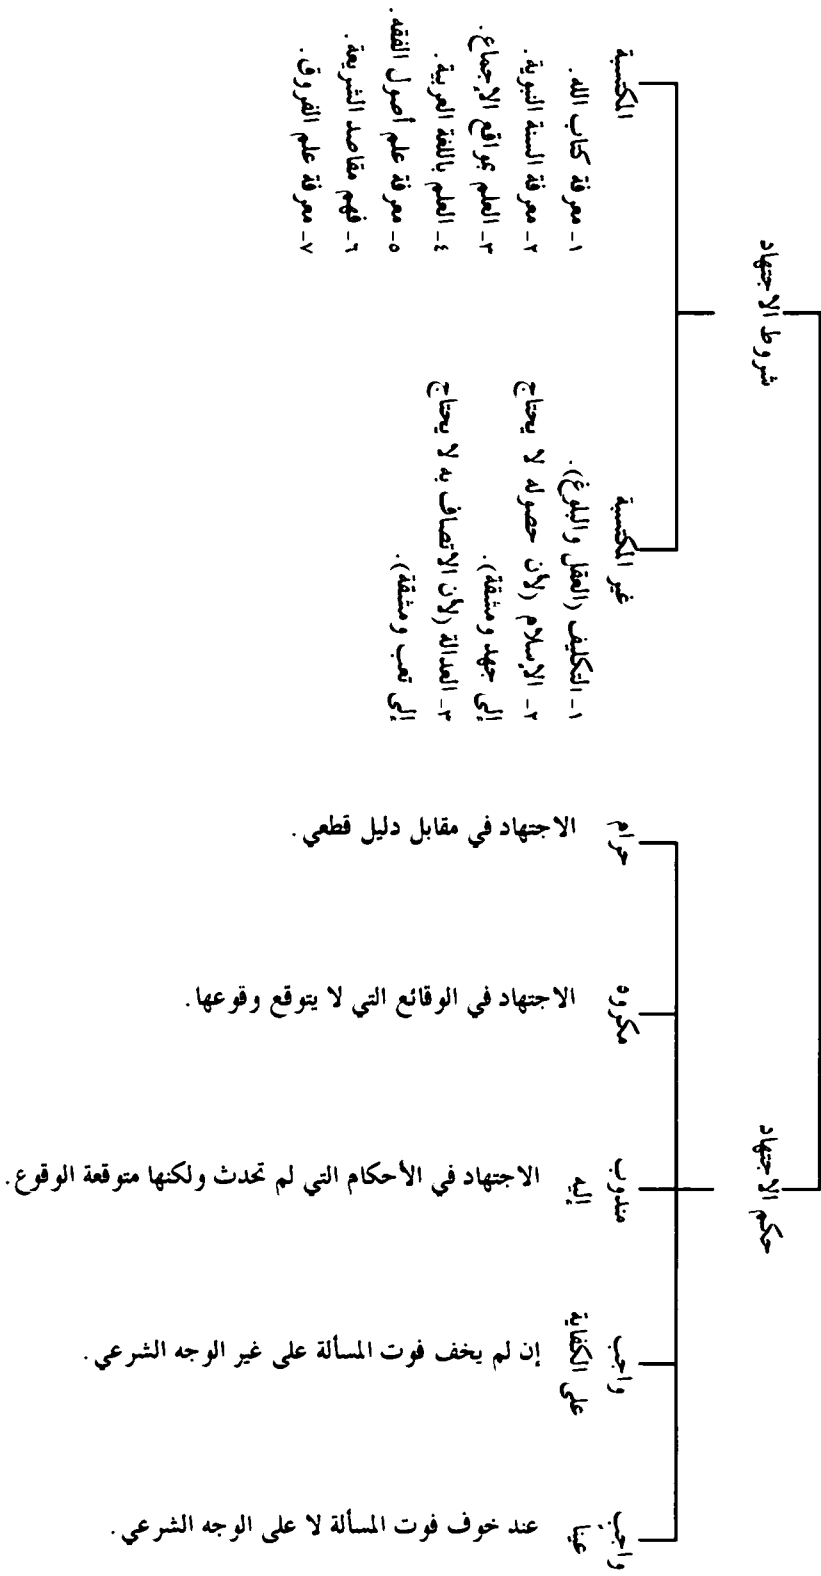 شروط الاجتهاد
غير المكتسبة
١- التكليف (العقل والبلوغ).
٢- الإسلام (لأن حصوله لا يحتاج
إلى جهد ومشقة).
٣- العدالة (لأن الاتصاف به لا يحتاج
إلى تعب ومشقة).
المكتسبة
١- معرفة كتاب الله.
٢- معرفة السنة النبوية.
٣- العلم بمواقع الإجماع.
٤- العلم باللغة العربية.
٥- معرفة علم أصول الفقه.
٦- فهم مقاصد الشريعة.
٧- معرفة علم الفروق.
حكم الاجتهاد
حرام
الاجتهاد في مقابل دليل قطعي.
مكروه
الاجتهاد في الوقائع التي لا يتوقع وقوعها.
مندوب
إليه
الاجتهاد في الأحكام التي لم تحدث ولكنها متوقعة الوقوع.
واجب
على الكفاية
إن لم يخف فوت المسألة على غير الوجه الشرعي.
واجب
عينا
عند خوف فوت المسألة لا على الوجه الشرعي.